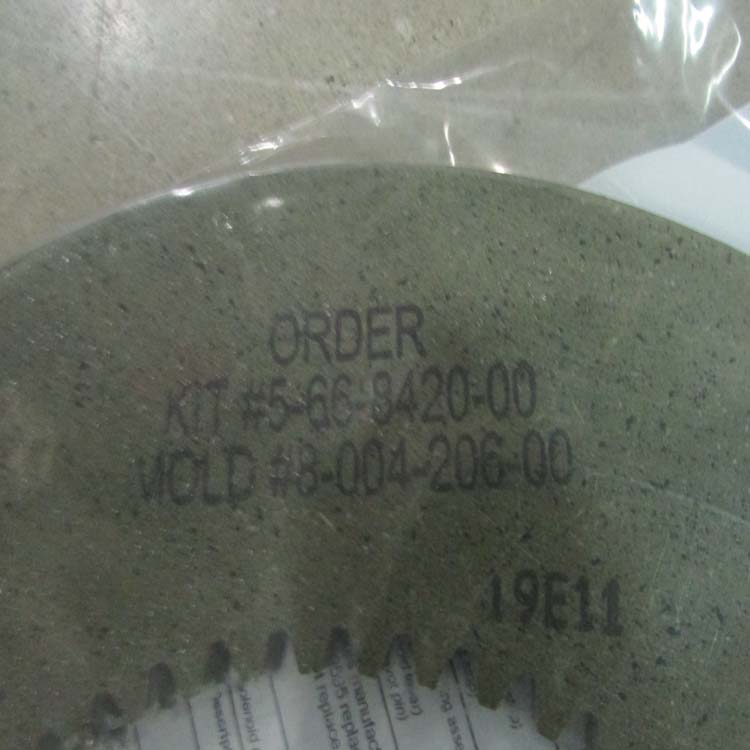 ORDER
KIT #5-66-8420-00
MOLD #8-004-206-00
19E11